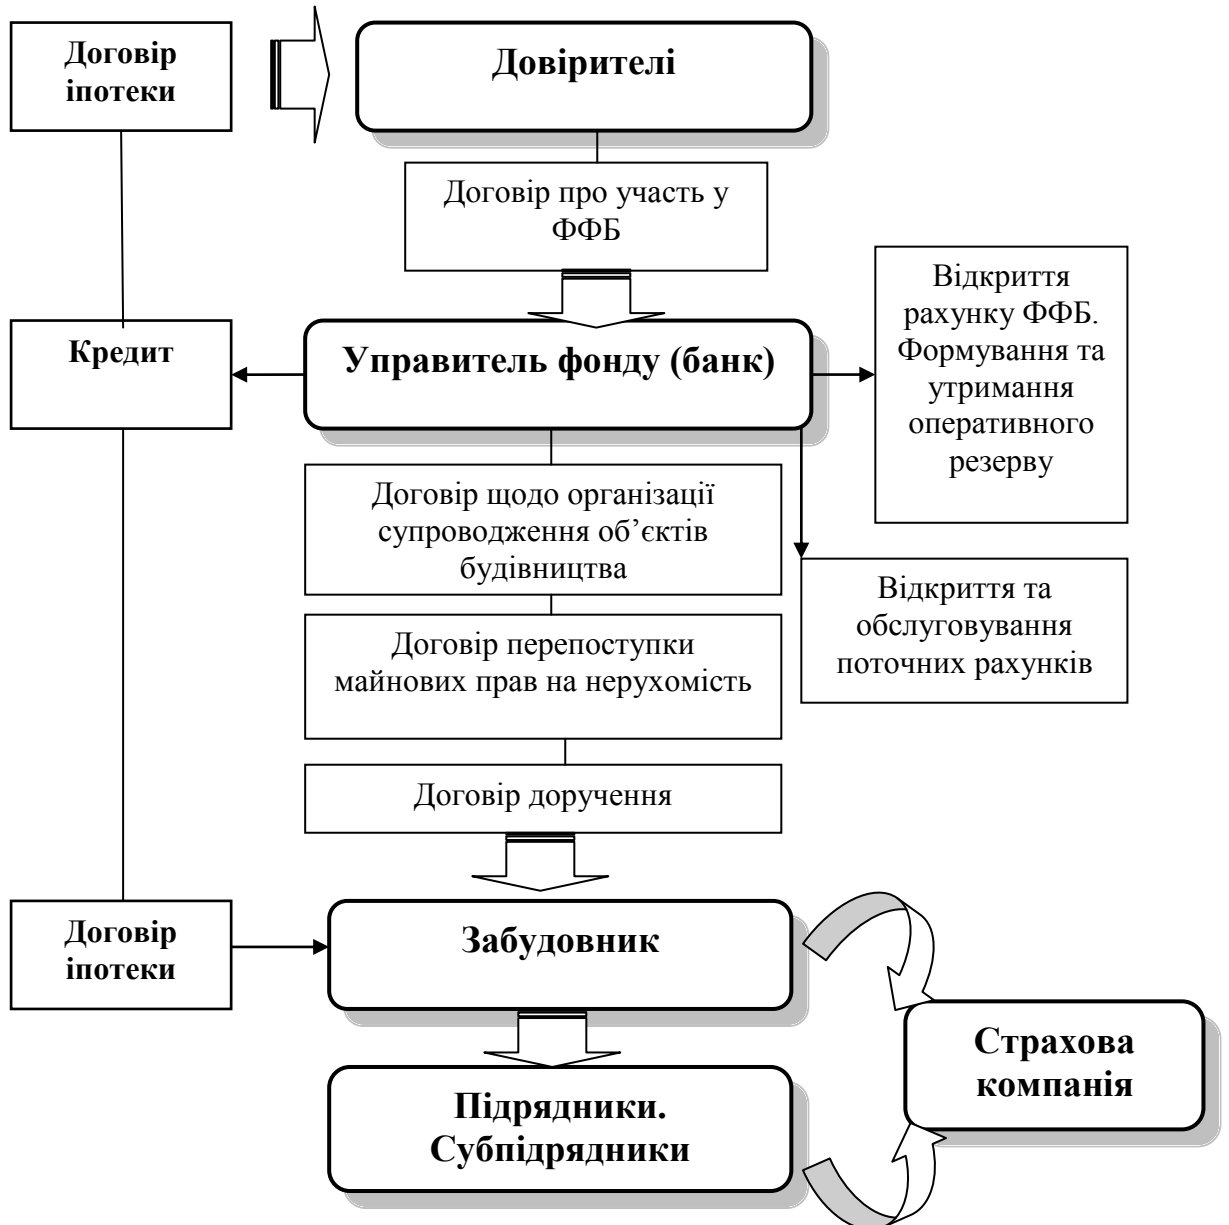 Договір
іпотеки
Довірителі
Договір про участь у
ФФБ
Кредит
Управитель фонду (банк)
Відкриття
рахунку ФФБ.
Формування та
утримання
оперативного
резерву
Договір щодо організації
супроводження об’єктів
будівництва
Відкриття та
обслуговування
поточних рахунків
Договір перепоступки
майнових прав на нерухомість
Договір доручення
Договір
іпотеки
Забудовник
Страхова
компанія
Підрядники.
Субпідрядники